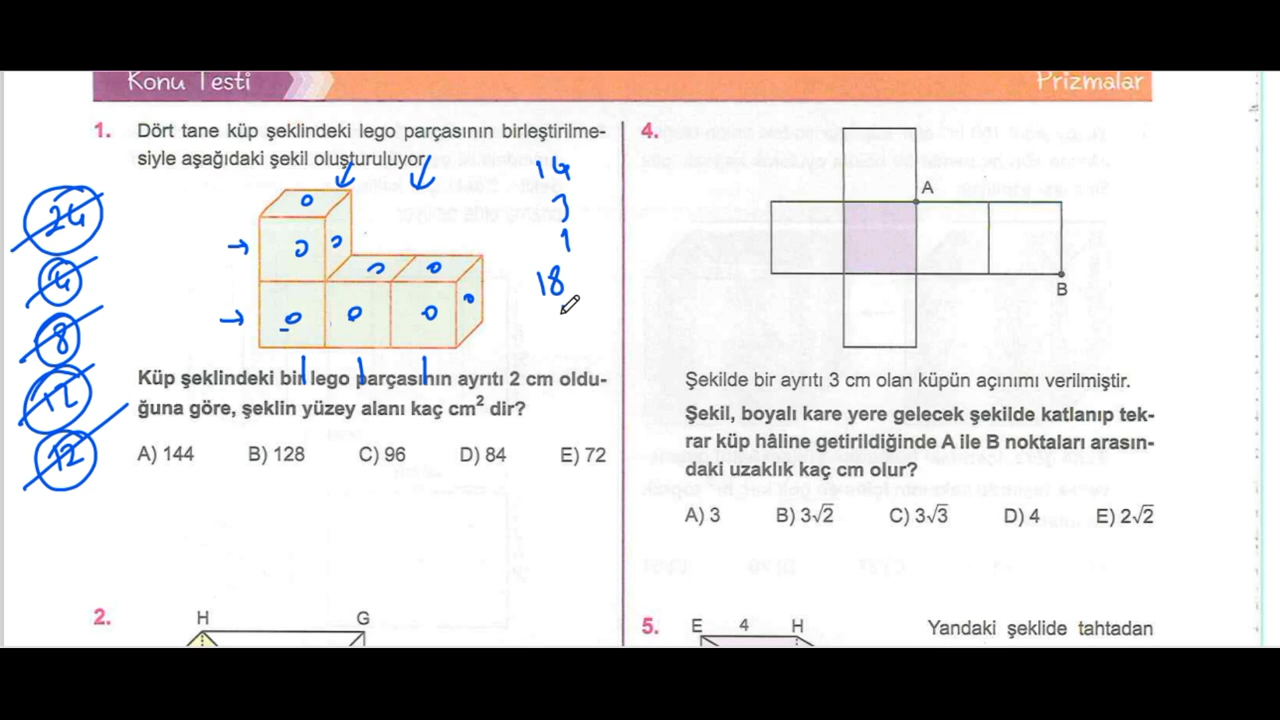 Konu Testi
Prizmalar
1. Dört tane küp şeklindeki lego parçasının birleştirilme-
siyle aşağıdaki şekil oluşturuluyor.
24
4
8
12
12
14
3
1
18
Küp şeklindeki bir lego parçasının ayrıtı 2 cm oldu-
ğuna göre, şeklin yüzey alanı kaç cm² dir?
A) 144 B) 128 C) 96 D) 84 E) 72
2. H G
4.
A
B
Şekilde bir ayrıtı 3 cm olan küpün açınımı verilmiştir.
Şekil, boyalı kare yere gelecek şekilde katlanıp tek-
rar küp hâline getirildiğinde A ile B noktaları arasın-
daki uzaklık kaç cm olur?
A) 3 B) 3√2 C) 3√3 D) 4 E) 2√2
5. E 4 H Yandaki şeklide tahtadan